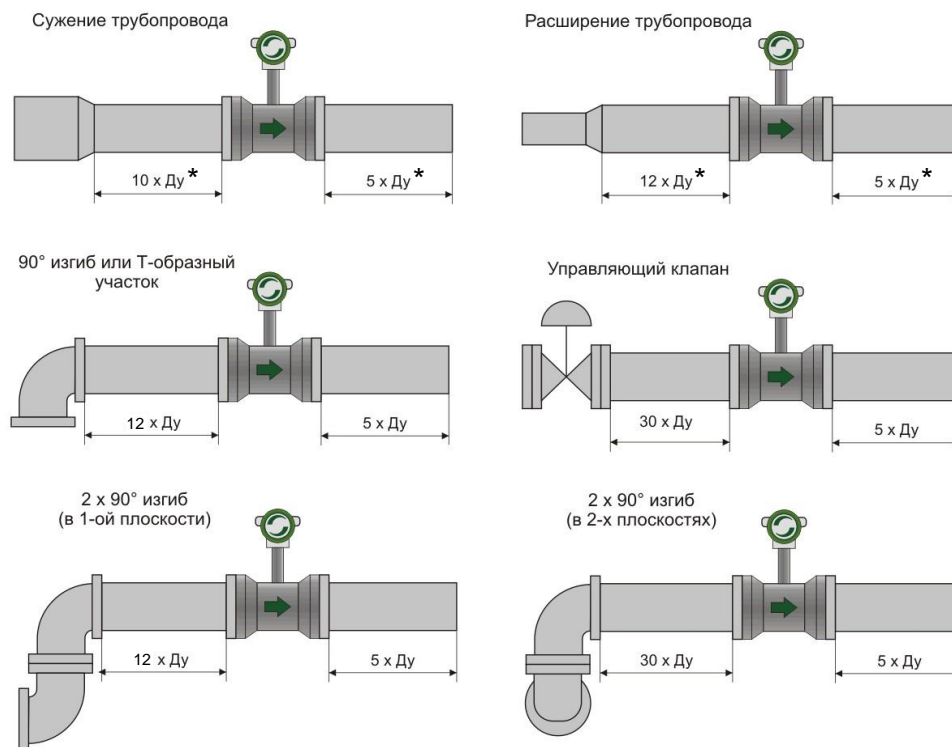 Сужение трубопровода
Расширение трубопровода
10 x Ду*
5 x Ду*
12 x Ду*
5 x Ду*
90° изгиб или Т-образный
участок
Управляющий клапан
12 x Ду
5 x Ду
30 x Ду
5 x Ду
2 x 90° изгиб
(в 1-ой плоскости)
2 x 90° изгиб
(в 2-х плоскостях)
12 x Ду
5 x Ду
30 x Ду
5 x Ду